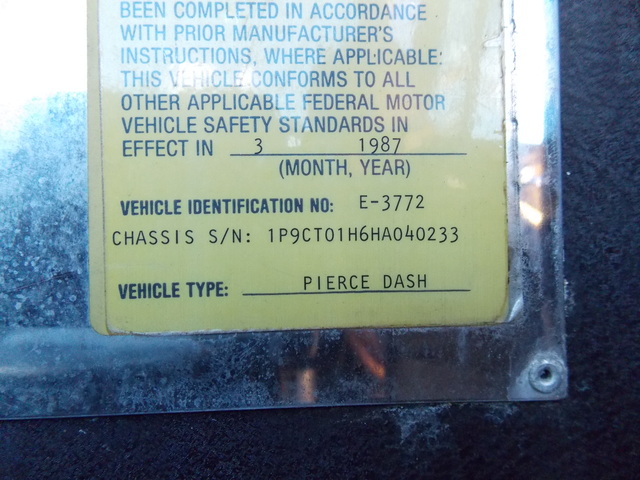 BEEN COMPLETED IN ACCORDANCE
WITH PRIOR MANUFACTURER'S
INSTRUCTIONS, WHERE APPLICABLE:
THIS VEHICLE CONFORMS TO ALL
OTHER APPLICABLE FEDERAL MOTOR
VEHICLE SAFETY STANDARDS IN
EFFECT IN 3 1987
(MONTH, YEAR)
VEHICLE IDENTIFICATION NO: E-3772
CHASSIS S/N: 1P9CT01H6HA040233
VEHICLE TYPE: PIERCE DASH